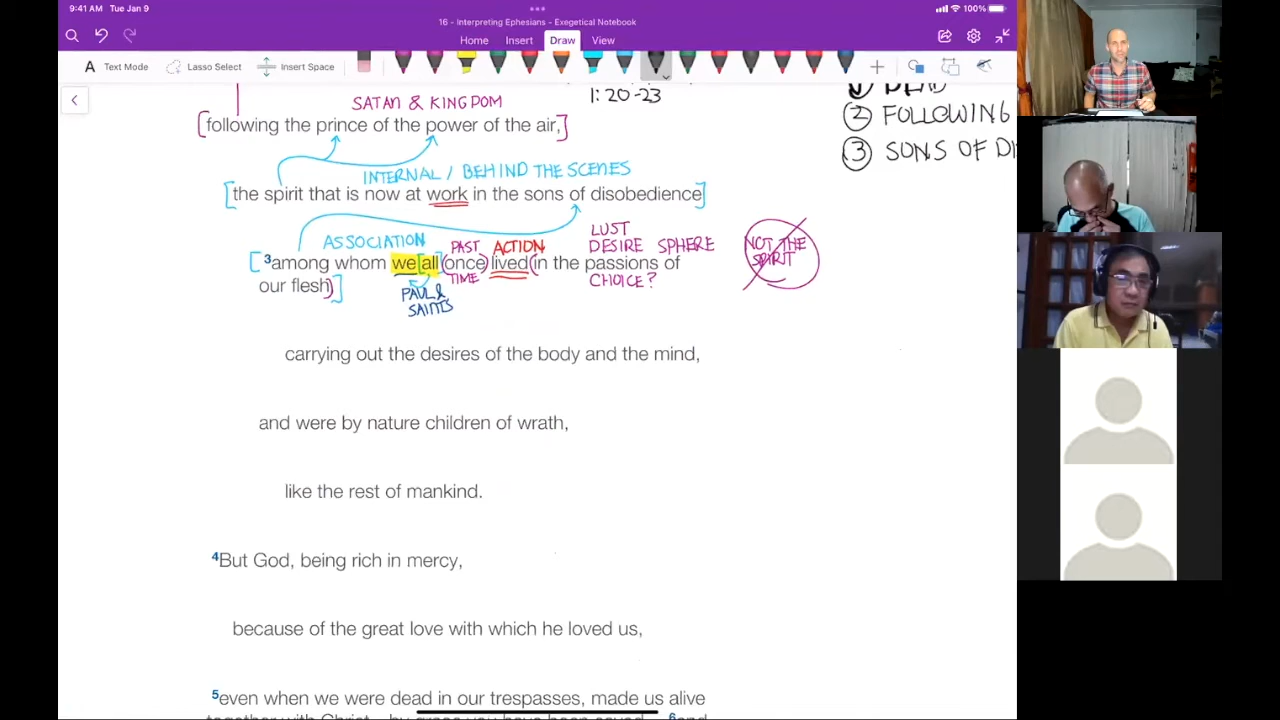 9:41 AM Tue Jan 9
100%
16 - Interpreting Ephesians - Exegetical Notebook
Home Insert Draw View
A Text Mode Lasso Select Insert Space
1:20-23
SATAN & KINGDOM
② FOLLOWING
[following the prince of the power of the air,]
③ SONS OF DI
INTERNAL / BEHIND THE SCENES
[the spirit that is now at work in the sons of disobedience]
LUST
ASSOCIATION PAST ACTION DESIRE SPHERE NOT THE
[3among whom we [all] (once) lived (in the passions of SPIRIT
TIME CHOICE?
our flesh)]
PAUL &
SAINTS
carrying out the desires of the body and the mind,
and were by nature children of wrath,
like the rest of mankind.
4But God, being rich in mercy,
because of the great love with which he loved us,
5even when we were dead in our trespasses, made us alive